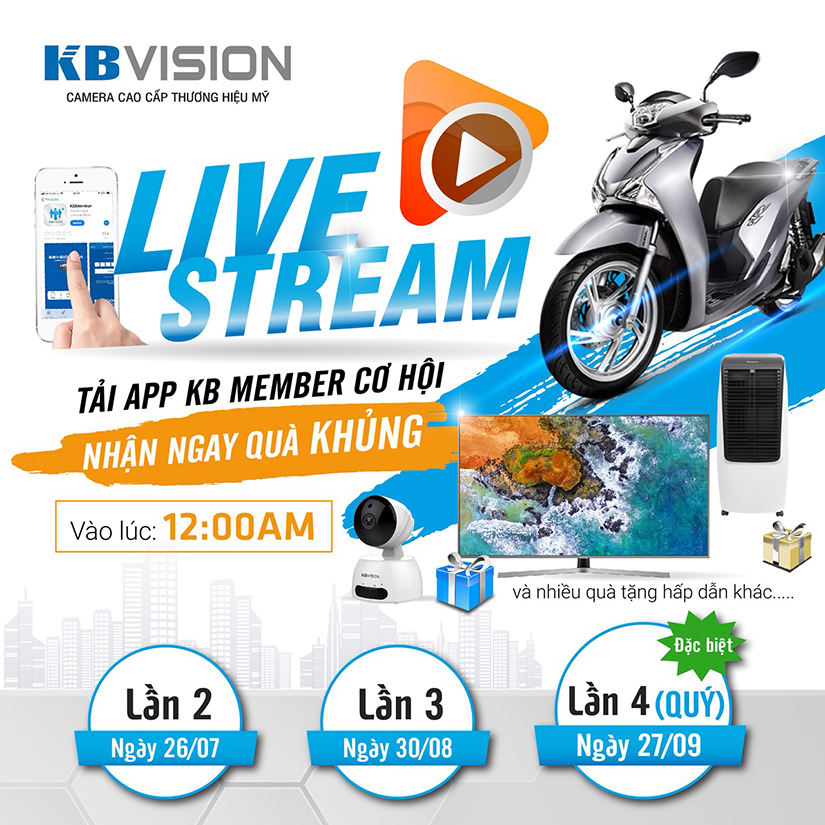 KBVISION
CAMERA CAO CẤP THƯƠNG HIỆU MỸ
KBMember
LIVE
STREAM
TẢI APP KB MEMBER CƠ HỘI
NHẬN NGAY QUÀ KHỦNG
Vào lúc: 12:00AM
KBVISION
và nhiều quà tặng hấp dẫn khác.....
Đặc biệt
Lần 2
Ngày 26/07
Lần 3
Ngày 30/08
Lần 4 (QUÝ)
Ngày 27/09